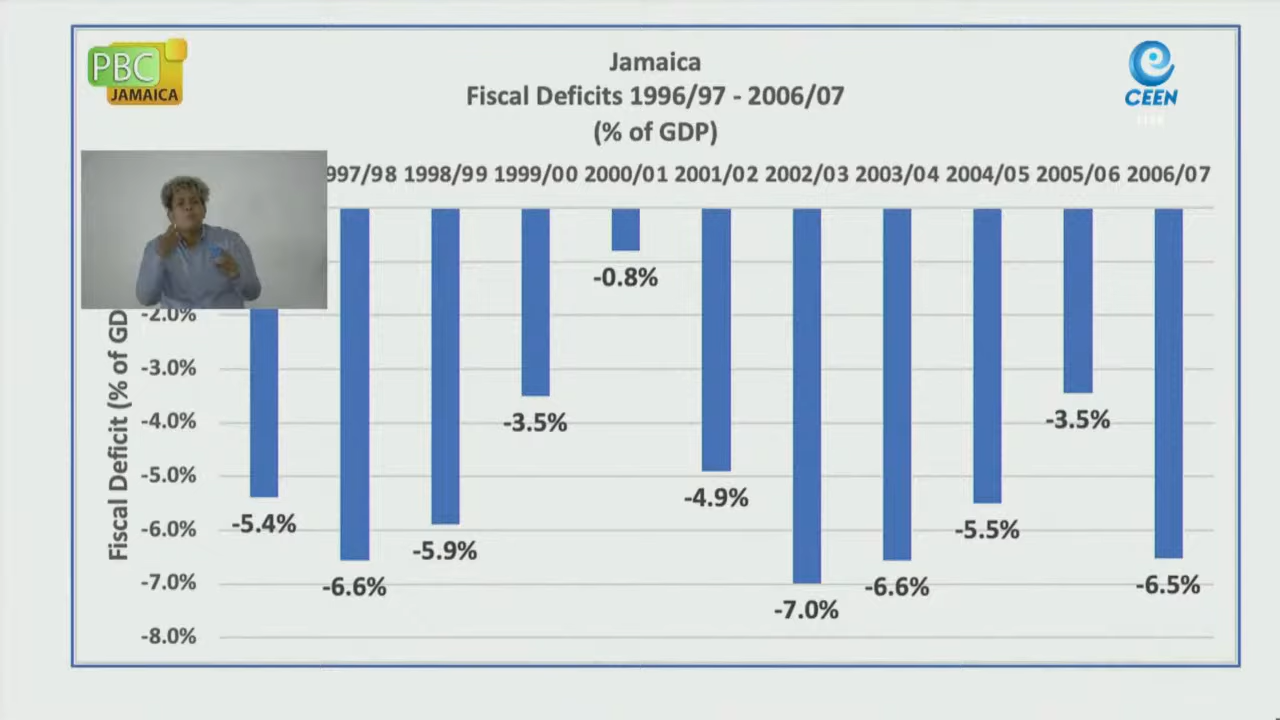 PBC
JAMAICA
Jamaica
Fiscal Deficits 1996/97 - 2006/07
(% of GDP)
CEEN
997/98 1998/99 1999/00 2000/01 2001/02 2002/03 2003/04 2004/05 2005/06 2006/07
Fiscal Deficit (% of GD
-2.0%
-3.0%
-4.0%
-5.0%
-6.0%
-7.0%
-8.0%
-5.4%
-6.6%
-5.9%
-3.5%
-0.8%
-4.9%
-7.0%
-6.6%
-5.5%
-3.5%
-6.5%